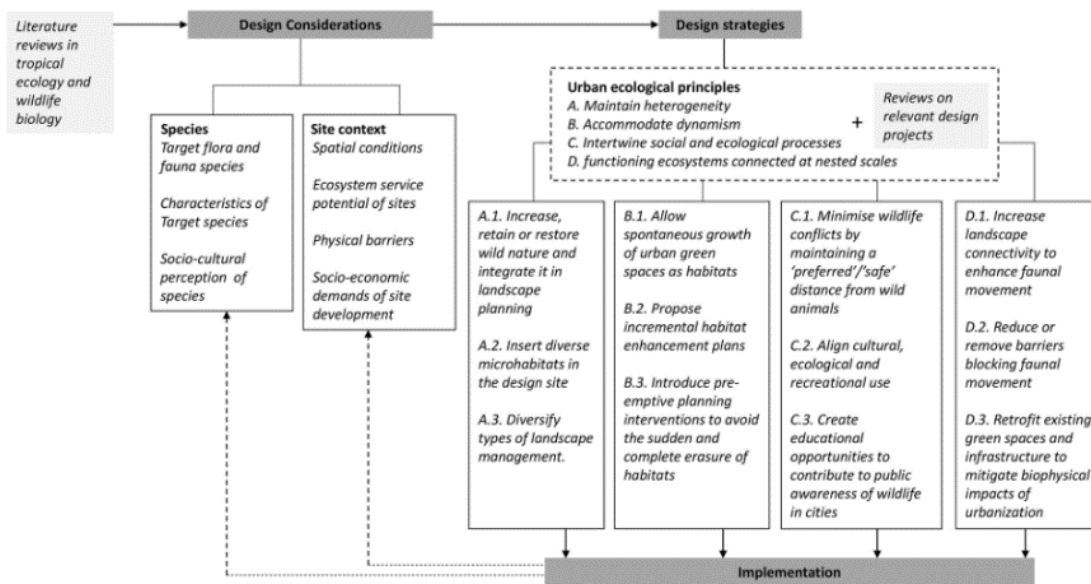 Literature
reviews in
tropical
ecology and
wildlife
biology
Design Considerations
Design strategies
Urban ecological principles
A. Maintain heterogeneity
B. Accommodate dynamism
C. Intertwine social and ecological processes
D. functioning ecosystems connected at nested scales
+
Reviews on
relevant design
projects
Species
Target flora and
fauna species
Characteristics of
Target species
Socio-cultural
perception of
species
Site context
Spatial conditions
Ecosystem service
potential of sites
Physical barriers
Socio-economic
demands of site
development
A.1. Increase,
retain or restore
wild nature and
integrate it in
landscape
planning
A.2. Insert diverse
microhabitats in
the design site
A.3. Diversify
types of landscape
management.
B.1. Allow
spontaneous growth
of urban green
spaces as habitats
B.2. Propose
incremental habitat
enhancement plans
B.3. Introduce pre-
emptive planning
interventions to avoid
the sudden and
complete erasure of
habitats
C.1. Minimise wildlife
conflicts by
maintaining a
‘preferred’/’safe’
distance from wild
animals
C.2. Align cultural,
ecological and
recreational use
C.3. Create
educational
opportunities to
contribute to public
awareness of wildlife
in cities
D.1. Increase
landscape
connectivity to
enhance faunal
movement
D.2. Reduce or
remove barriers
blocking faunal
movement
D.3. Retrofit existing
green spaces and
infrastructure to
mitigate biophysical
impacts of
urbanization
Implementation